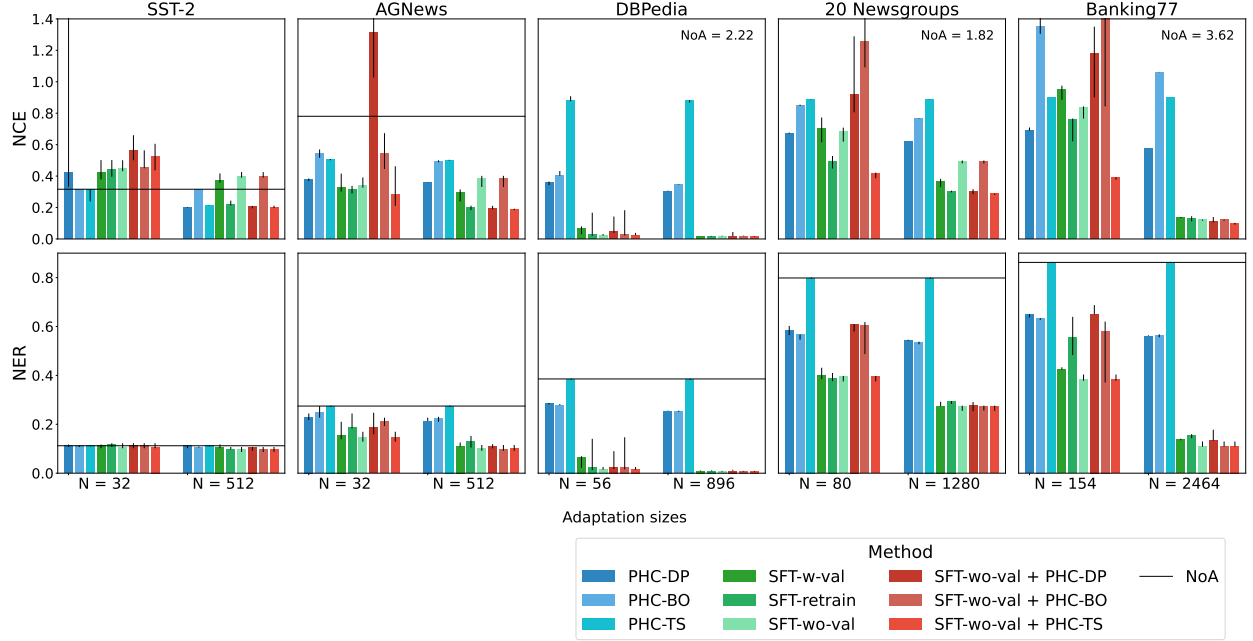 SST-2
AGNews
DBPedia
20 Newsgroups
Banking77
NCE
1.4
1.2
1.0
0.8
0.6
0.4
0.2
0.0
NoA = 2.22
NoA = 1.82
NoA = 3.62
NER
0.8
0.6
0.4
0.2
0.0
N = 32
N = 512
N = 32
N = 512
N = 56
N = 896
N = 80
N = 1280
N = 154
N = 2464
Adaptation sizes
Method
PHC-DP
SFT-w-val
SFT-wo-val + PHC-DP
NoA
PHC-BO
SFT-retrain
SFT-wo-val + PHC-BO
PHC-TS
SFT-wo-val
SFT-wo-val + PHC-TS